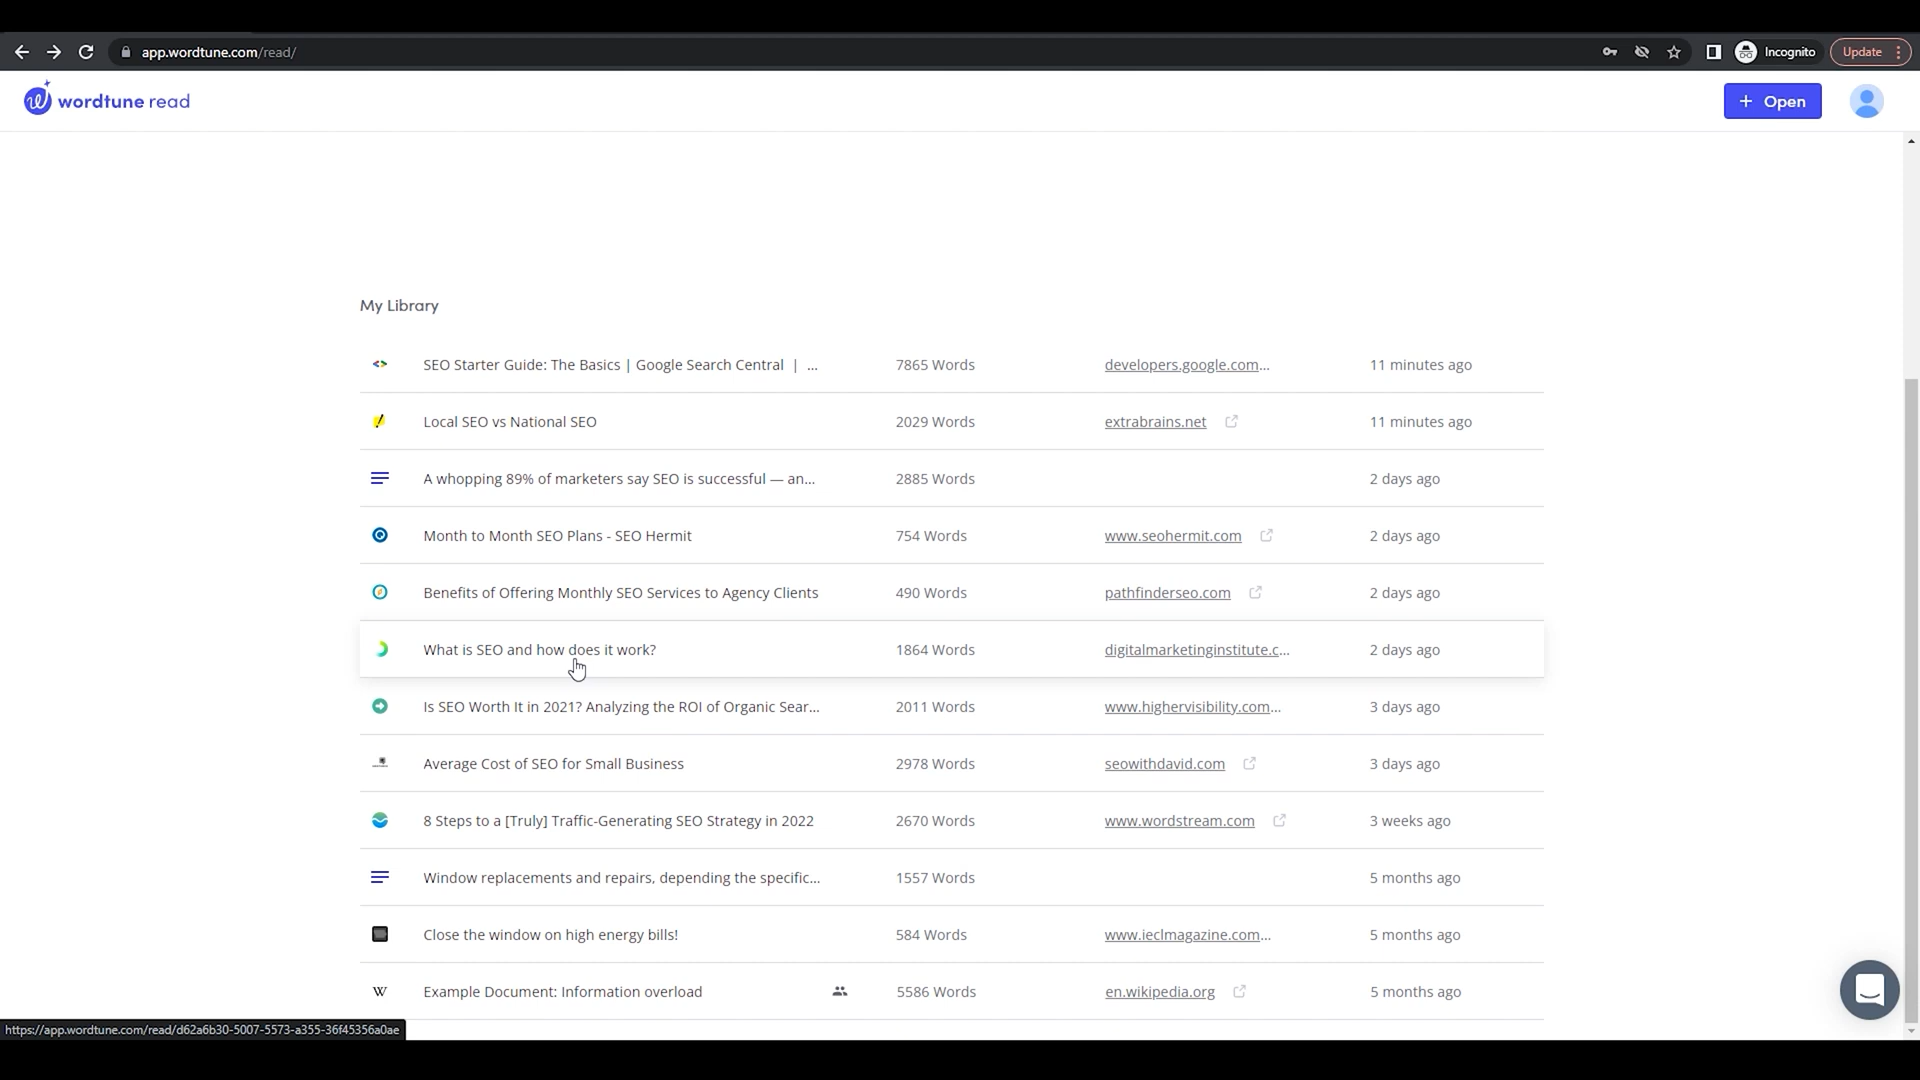 app.wordtune.com/read/
Incognito
Update
wordtune read
+ Open
My Library
SEO Starter Guide: The Basics | Google Search Central | ... 7865 Words developers.google.com... 11 minutes ago
Local SEO vs National SEO 2029 Words extrabrains.net 11 minutes ago
A whopping 89% of marketers say SEO is successful — an... 2885 Words 2 days ago
Month to Month SEO Plans - SEO Hermit 754 Words www.seohermit.com 2 days ago
Benefits of Offering Monthly SEO Services to Agency Clients 490 Words pathfinderseo.com 2 days ago
What is SEO and how does it work? 1864 Words digitalmarketinginstitute.c... 2 days ago
Is SEO Worth It in 2021? Analyzing the ROI of Organic Sear... 2011 Words www.highervisibility.com... 3 days ago
Average Cost of SEO for Small Business 2978 Words seowithdavid.com 3 days ago
8 Steps to a [Truly] Traffic-Generating SEO Strategy in 2022 2670 Words www.wordstream.com 3 weeks ago
Window replacements and repairs, depending the specific... 1557 Words 5 months ago
Close the window on high energy bills! 584 Words www.ieclmagazine.com... 5 months ago
W Example Document: Information overload 5586 Words en.wikipedia.org 5 months ago
https://app.wordtune.com/read/d62a6b30-5007-5573-a355-36f45356a0ae